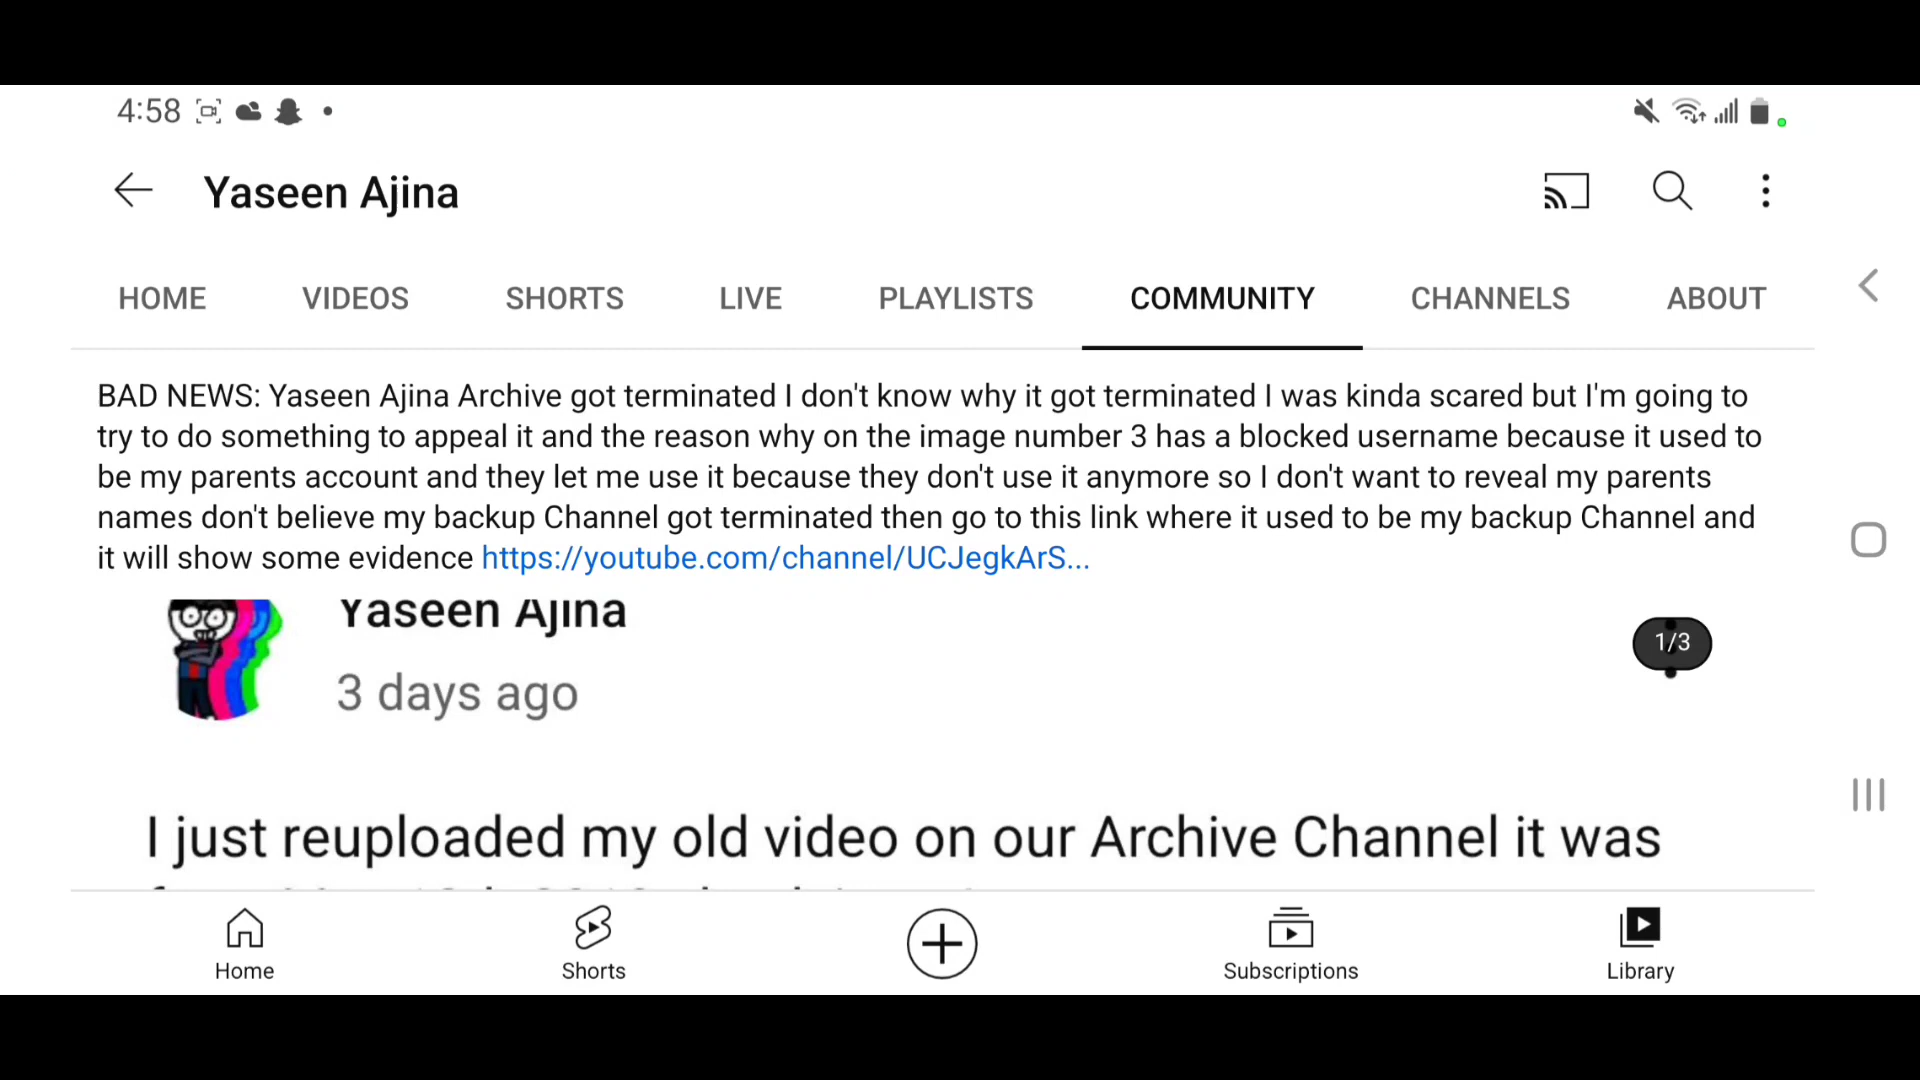 4:58
Yaseen Ajina
HOME VIDEOS SHORTS LIVE PLAYLISTS COMMUNITY CHANNELS ABOUT
BAD NEWS: Yaseen Ajina Archive got terminated I don't know why it got terminated I was kinda scared but I'm going to
try to do something to appeal it and the reason why on the image number 3 has a blocked username because it used to
be my parents account and they let me use it because they don't use it anymore so I don't want to reveal my parents
names don't believe my backup Channel got terminated then go to this link where it used to be my backup Channel and
it will show some evidence https://youtube.com/channel/UCJegkArS...
Yaseen Ajina
1/3
3 days ago
I just reuploaded my old video on our Archive Channel it was
Home Shorts Subscriptions Library